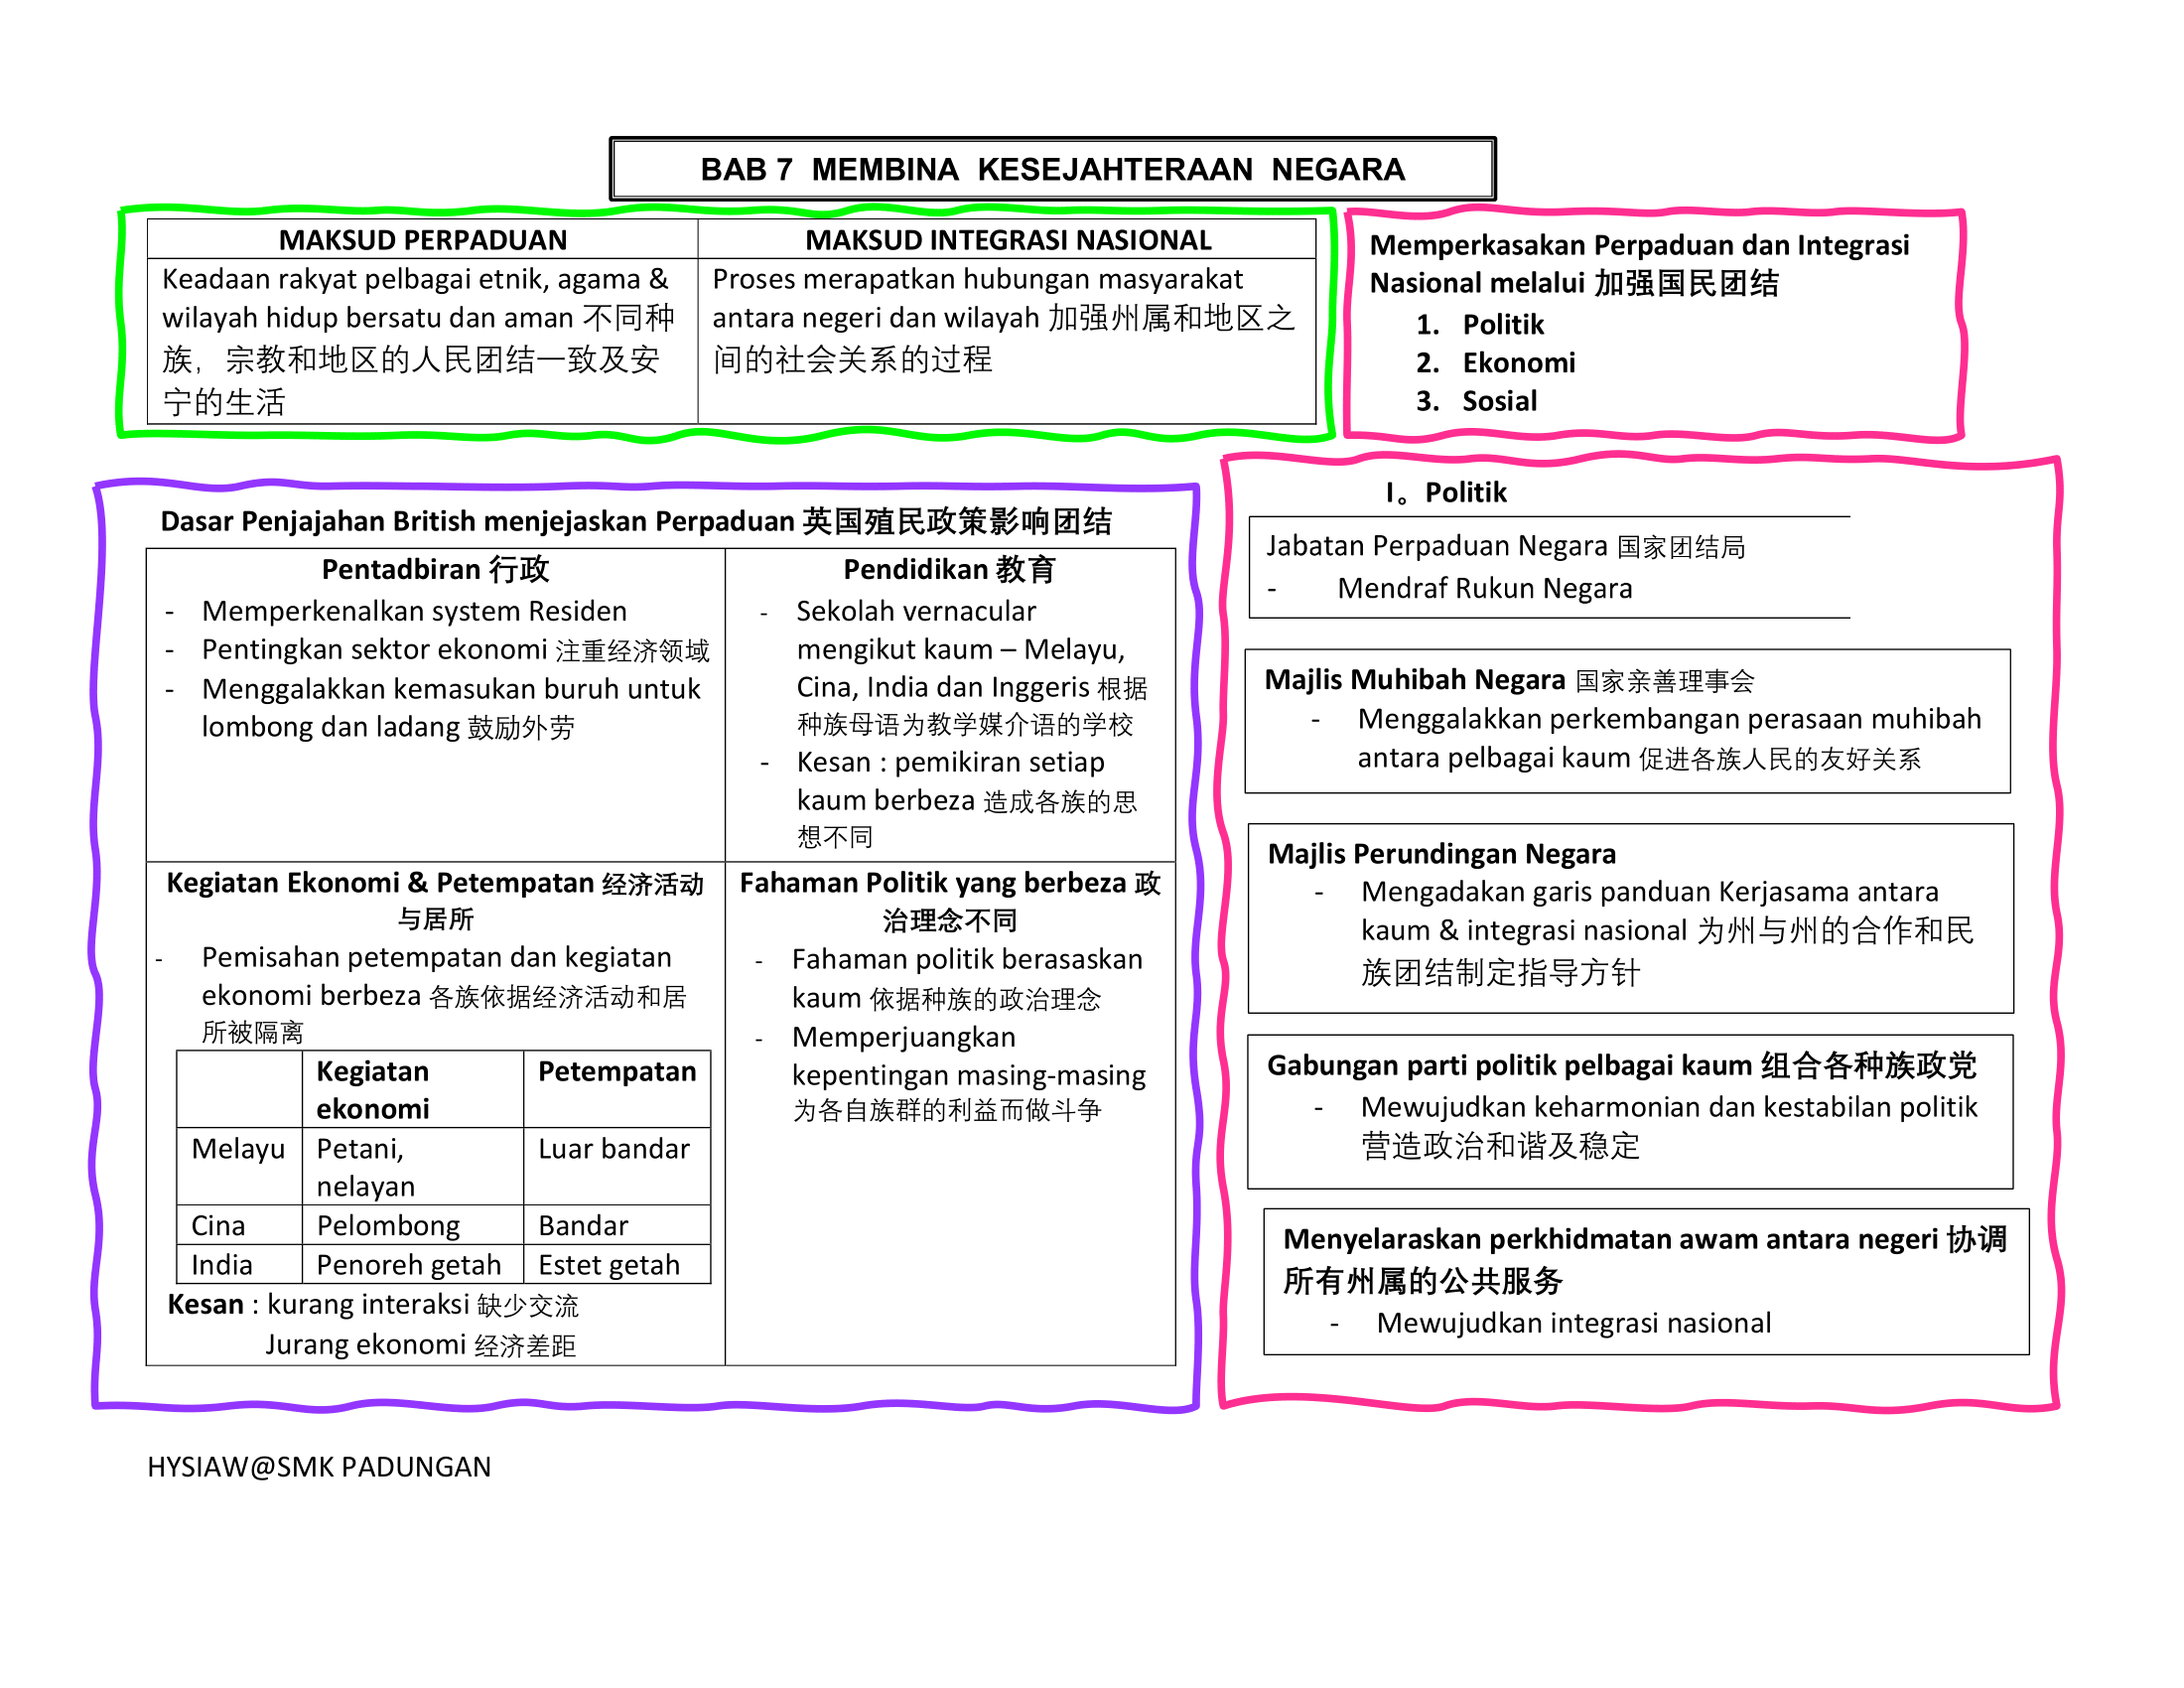 BAB 7 MEMBINA KESEJAHTERAAN NEGARA
MAKSUD PERPADUAN
Keadaan rakyat pelbagai etnik, agama &
wilayah hidup bersatu dan aman 不同种
族，宗教和地区的人民团结一致及安
宁的生活
MAKSUD INTEGRASI NASIONAL
Proses merapatkan hubungan masyarakat
antara negeri dan wilayah 加强州属和地区之
间的社会关系的过程
Memperkasakan Perpaduan dan Integrasi
Nasional melalui 加强国民团结
1. Politik
2. Ekonomi
3. Sosial
Dasar Penjajahan British menjejaskan Perpaduan 英国殖民政策影响团结
Pentadbiran 行政
- Memperkenalkan system Residen
- Pentingkan sektor ekonomi 注重经济领域
- Menggalakkan kemasukan buruh untuk
lombong dan ladang 鼓励外劳
Pendidikan 教育
- Sekolah vernacular
mengikut kaum – Melayu,
Cina, India dan Inggeris 根据
种族母语为教学媒介语的学校
- Kesan : pemikiran setiap
kaum berbeza 造成各族的思
想不同
Kegiatan Ekonomi & Petempatan 经济活动
与居所
- Pemisahan petempatan dan kegiatan
ekonomi berbeza 各族依据经济活动和居
所被隔离
Kegiatan
ekonomi
Petempatan
Melayu
Petani,
nelayan
Luar bandar
Cina
Pelombong
Bandar
India
Penoreh getah
Estet getah
Kesan : kurang interaksi 缺少交流
Jurang ekonomi 经济差距
Fahaman Politik yang berbeza 政
治理念不同
- Fahaman politik berasaskan
kaum 依据种族的政治理念
- Memperjuangkan
kepentingan masing-masing
为各自族群的利益而做斗争
I。Politik
Jabatan Perpaduan Negara 国家团结局
- Mendraf Rukun Negara
Majlis Muhibah Negara 国家亲善理事会
- Menggalakkan perkembangan perasaan muhibah
antara pelbagai kaum 促进各族人民的友好关系
Majlis Perundingan Negara
- Mengadakan garis panduan Kerjasama antara
kaum & integrasi nasional 为州与州的合作和民
族团结制定指导方针
Gabungan parti politik pelbagai kaum 组合各种族政党
- Mewujudkan keharmonian dan kestabilan politik
营造政治和谐及稳定
Menyelaraskan perkhidmatan awam antara negeri 协调
所有州属的公共服务
- Mewujudkan integrasi nasional
HYSIAW@SMK PADUNGAN